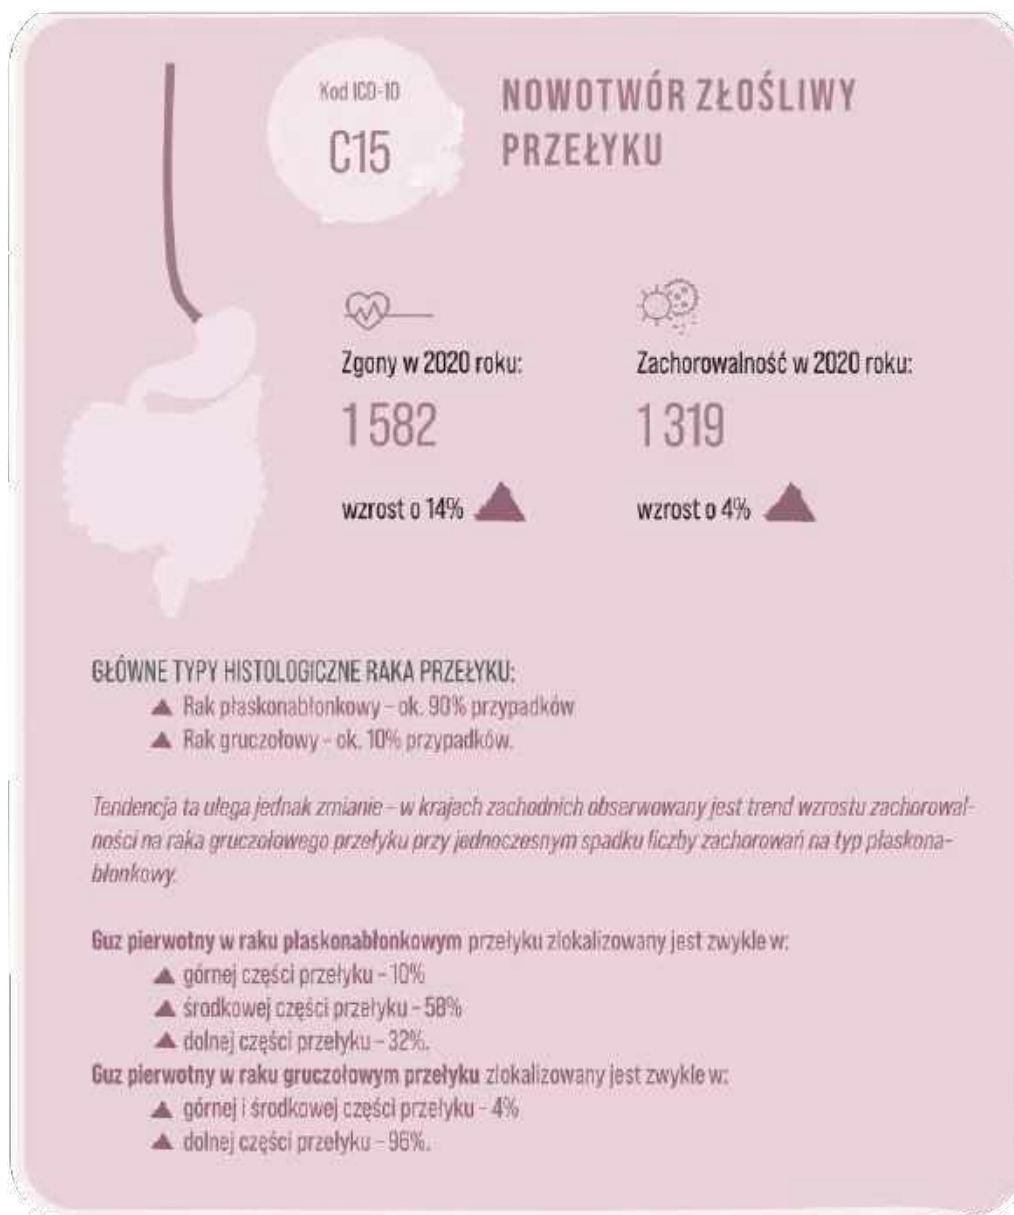 Kod ICD-10
C15
NOWOTWÓR ZŁOŚLIWY
PRZEŁYKU
Zgony w 2020 roku:
1 582
wzrost o 14%
Zachorowalność w 2020 roku:
1 319
wzrost o 4%
GŁÓWNE TYPY HISTOLOGICZNE RAKA PRZEŁYKU:
Rak płaskonabłonkowy – ok. 90% przypadków
Rak gruczołowy – ok. 10% przypadków.
Tendencja ta ulega jednak zmianie – w krajach zachodnich obserwowany jest trend wzrostu zachorowal-
ności na raka gruczołowego przełyku przy jednoczesnym spadku liczby zachorowań na typ płaskona-
błonkowy.
Guz pierwotny w raku płaskonabłonkowym przełyku zlokalizowany jest zwykle w:
górnej części przełyku – 10%
środkowej części przełyku – 58%
dolnej części przełyku – 32%.
Guz pierwotny w raku gruczołowym przełyku zlokalizowany jest zwykle w:
górnej i środkowej części przełyku – 4%
dolnej części przełyku – 96%.